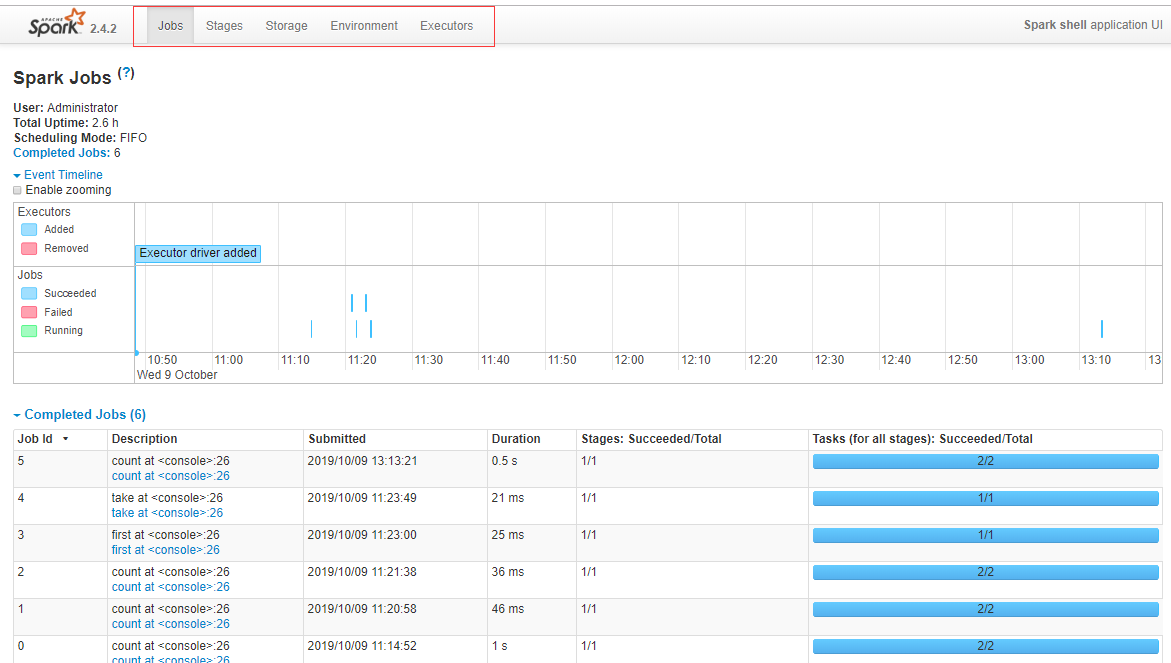 APACHE
Spark 2.4.2 Jobs Stages Storage Environment Executors Spark shell application UI
Spark Jobs (?)
User: Administrator
Total Uptime: 2.6 h
Scheduling Mode: FIFO
Completed Jobs: 6
Event Timeline
Enable zooming
Executors
Added
Removed
Executor driver added
Jobs
Succeeded
Failed
Running
10:50 11:00 11:10 11:20 11:30 11:40 11:50 12:00 12:10 12:20 12:30 12:40 12:50 13:00 13:10 13
Wed 9 October
Completed Jobs (6)
Job Id Description Submitted Duration Stages: Succeeded/Total Tasks (for all stages): Succeeded/Total
5 count at <console>:26 2019/10/09 13:13:21 0.5 s 1/1 2/2
count at <console>:26
4 take at <console>:26 2019/10/09 11:23:49 21 ms 1/1 1/1
take at <console>:26
3 first at <console>:26 2019/10/09 11:23:00 25 ms 1/1 1/1
first at <console>:26
2 count at <console>:26 2019/10/09 11:21:38 36 ms 1/1 2/2
count at <console>:26
1 count at <console>:26 2019/10/09 11:20:58 46 ms 1/1 2/2
count at <console>:26
0 count at <console>:26 2019/10/09 11:14:52 1 s 1/1 2/2
count at <console>:26